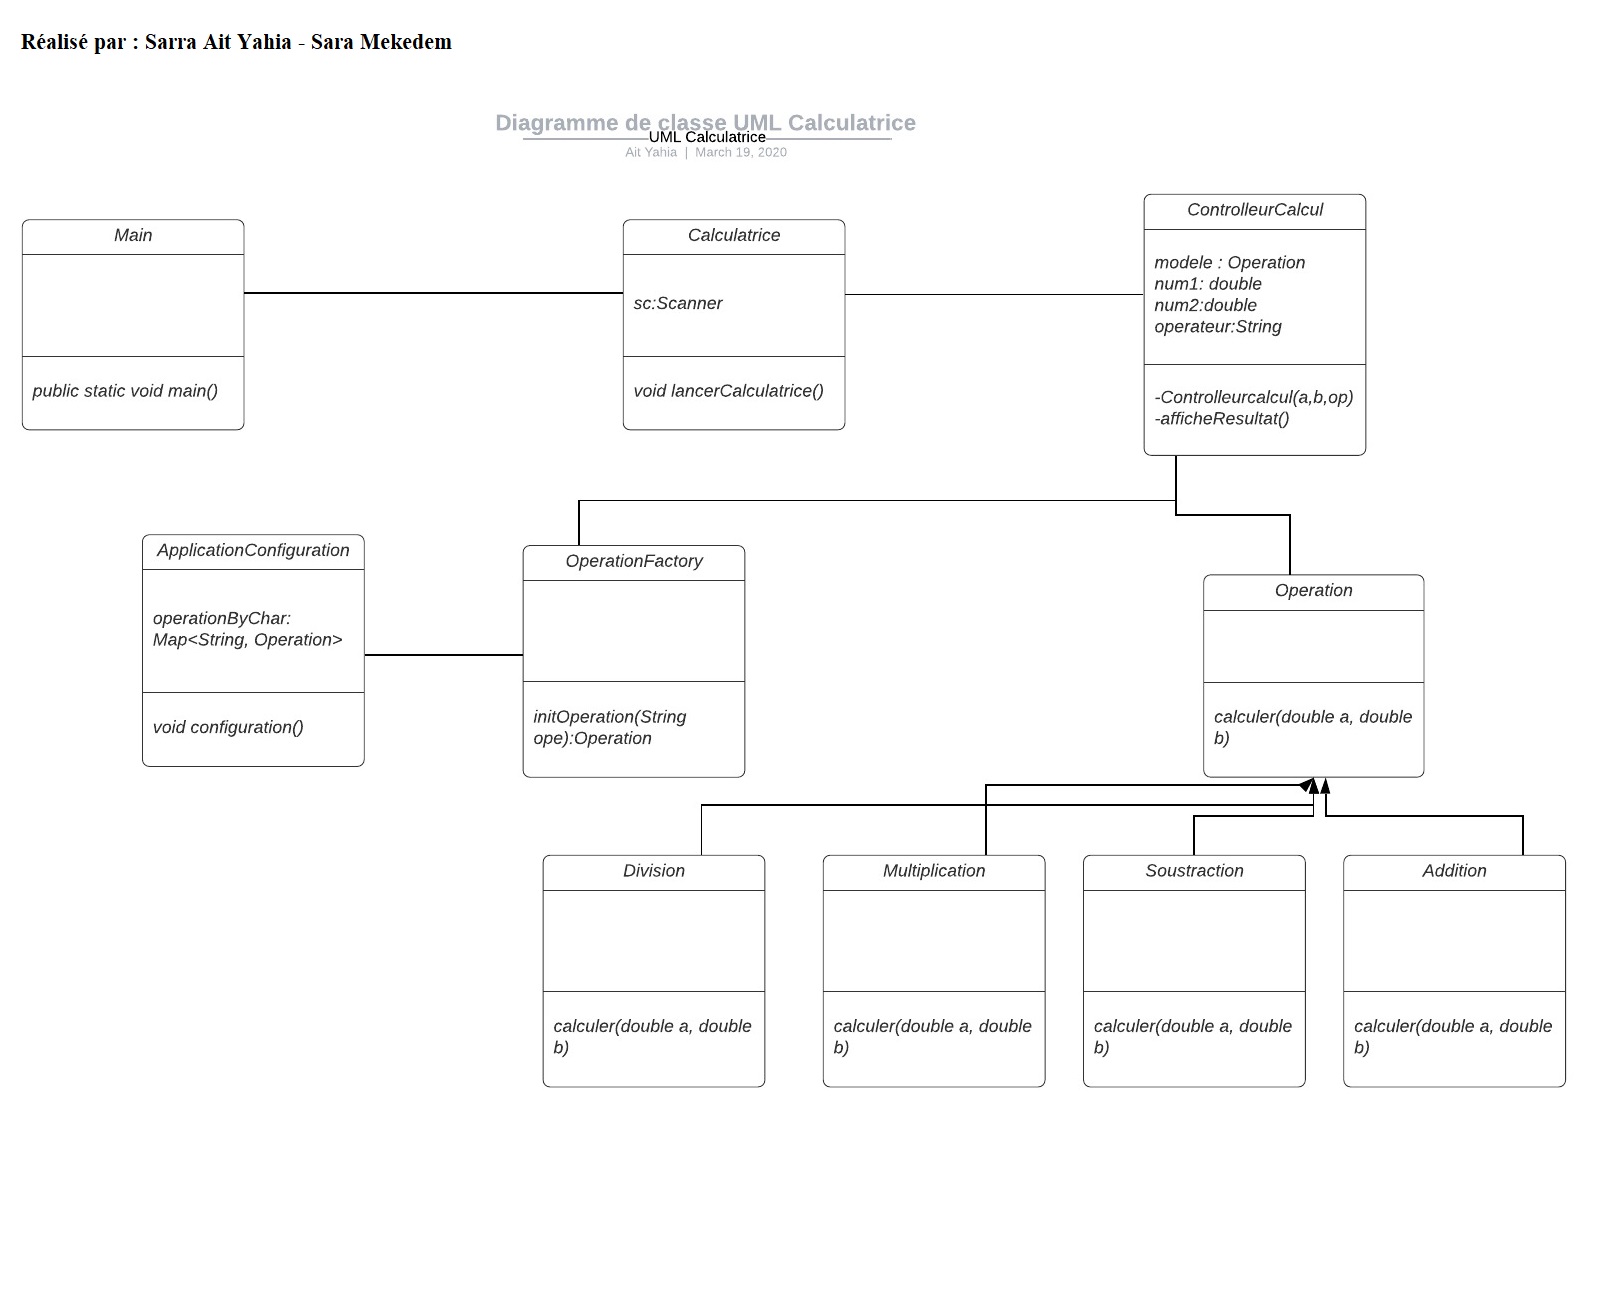 Réalisé par : Sarra Ait Yahia - Sara Mekedem
Diagramme de classe UML Calculatrice
UML Calculatrice
Ait Yahia | March 19, 2020
Main
public static void main()
Calculatrice
sc:Scanner
void lancerCalculatrice()
ControlleurCalcul
modele : Operation
num1: double
num2:double
operateur:String
-Controlleurcalcul(a,b,op)
-afficheResultat()
ApplicationConfiguration
operationByChar:
Map<String, Operation>
void configuration()
OperationFactory
initOperation(String
ope):Operation
Operation
calculer(double a, double
b)
Division
calculer(double a, double
b)
Multiplication
calculer(double a, double
b)
Soustraction
calculer(double a, double
b)
Addition
calculer(double a, double
b)